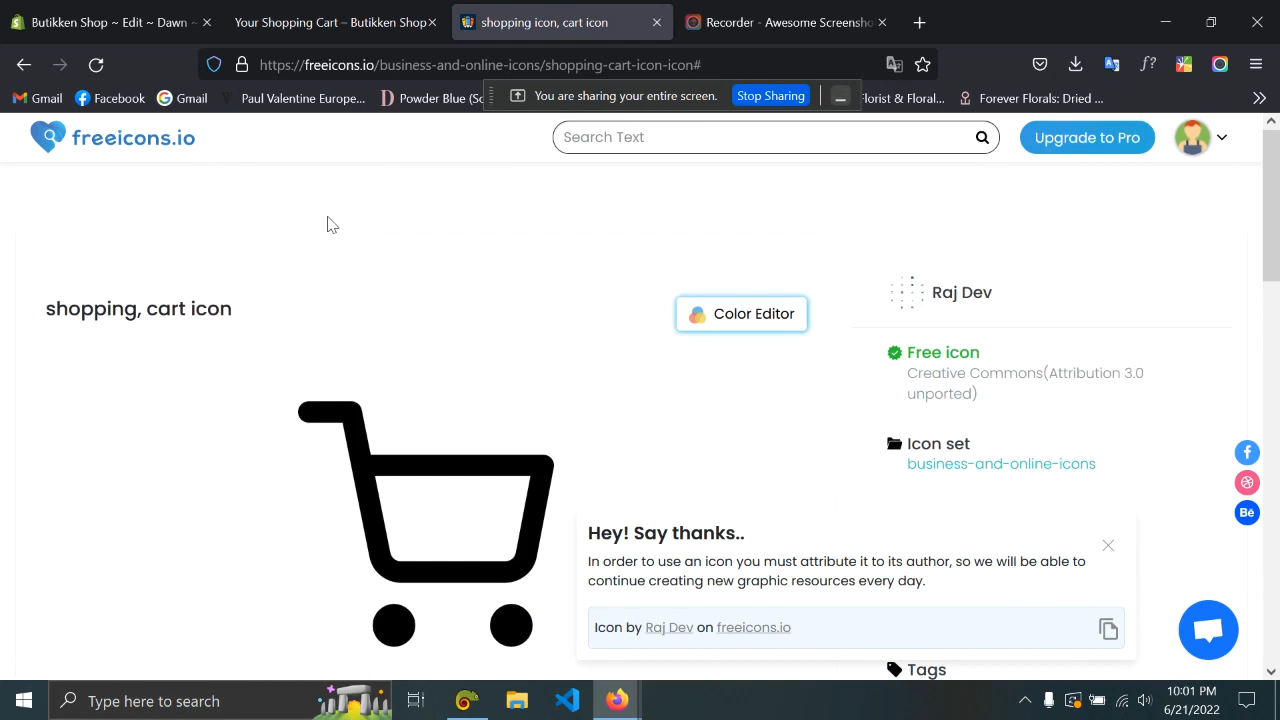 Butikken Shop ~ Edit ~ Dawn ~
Your Shopping Cart – Butikken Shop
shopping icon, cart icon
Recorder - Awesome Screensho
https://freeicons.io/business-and-online-icons/shopping-cart-icon-icon#
Gmail
Facebook
Gmail
Paul Valentine Europe...
Powder Blue (Sc
You are sharing your entire screen.
Stop Sharing
lorist & Floral...
Forever Florals: Dried ...
freeicons.io
Search Text
Upgrade to Pro
shopping, cart icon
Color Editor
Raj Dev
Free icon
Creative Commons(Attribution 3.0
unported)
Icon set
business-and-online-icons
Hey! Say thanks..
In order to use an icon you must attribute it to its author, so we will be able to
continue creating new graphic resources every day.
Icon by Raj Dev on freeicons.io
Tags
Type here to search
10:01 PM
6/21/2022